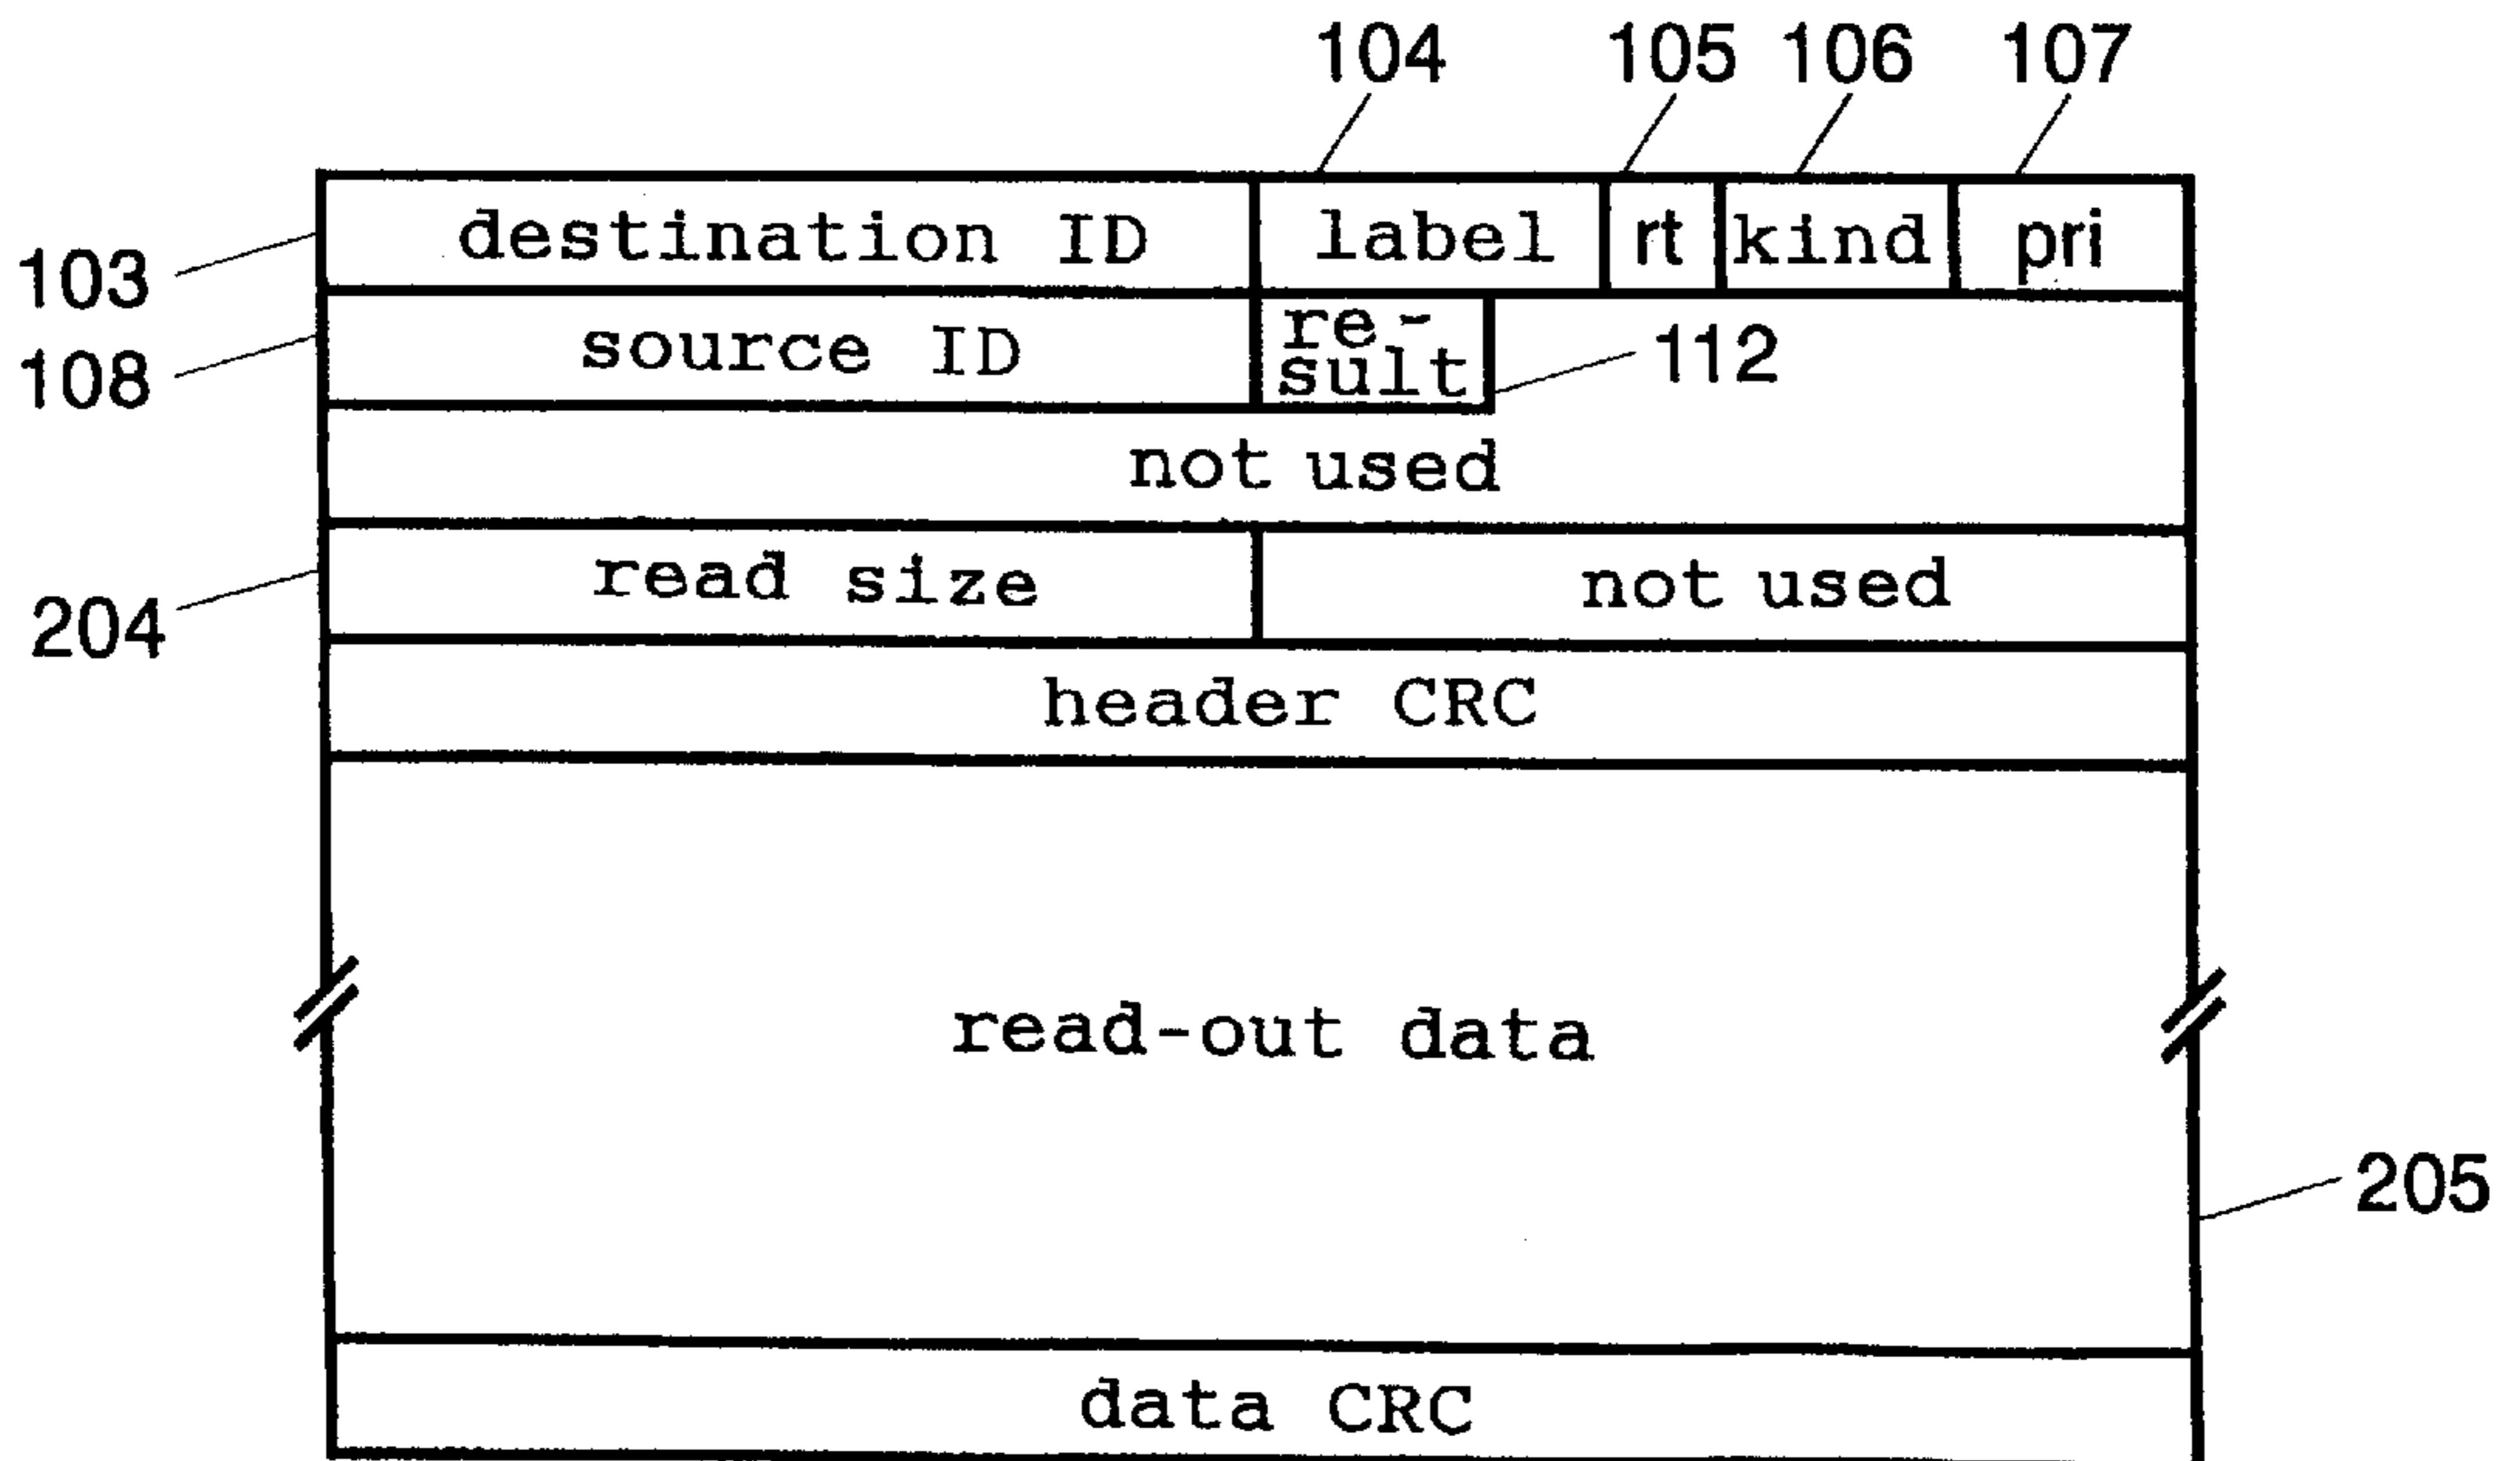 104 105 106 107
103 destination ID label rt kind pri
108 source ID re-
sult 112
not used
204 read size not used
header CRC
read-out data
205
data CRC